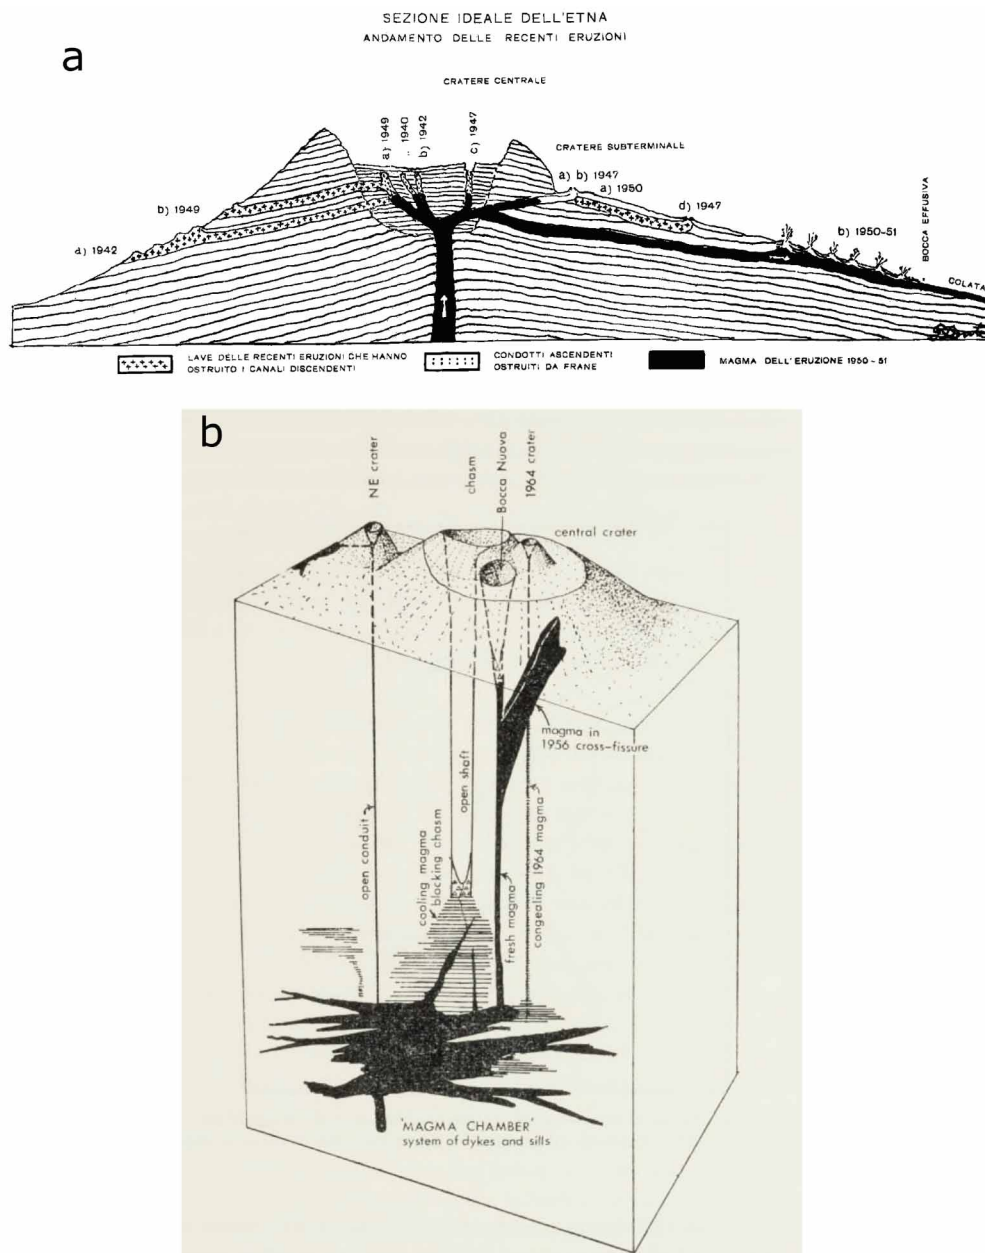 SEZIONE IDEALE DELL'ETNA
ANDAMENTO DELLE RECENTI ERUZIONI
a
CRATERE CENTRALE
a) 1949
" 1940
b) 1942
c) 1947
CRATERE SUBTERMINALE
a) b) 1947
a) 1950
b) 1949
d) 1947
a) 1942
b) 1950-51
BOCCA EFFUSIVA
COLATA
LAVE DELLE RECENTI ERUZIONI CHE HANNO
OSTRUITO I CANALI DISCENDENTI
CONDOTTI ASCENDENTI
OSTRUITI DA FRANE
MAGMA DELL'ERUZIONE 1950-51
b
NE crater
chasm
Bocca Nuova
1964 crater
central crater
magma in
1956 cross-fissure
open conduit
cooling magma
blocking chasm
open shaft
fresh magma
congealing 1964 magma
'MAGMA CHAMBER'
system of dykes and sills